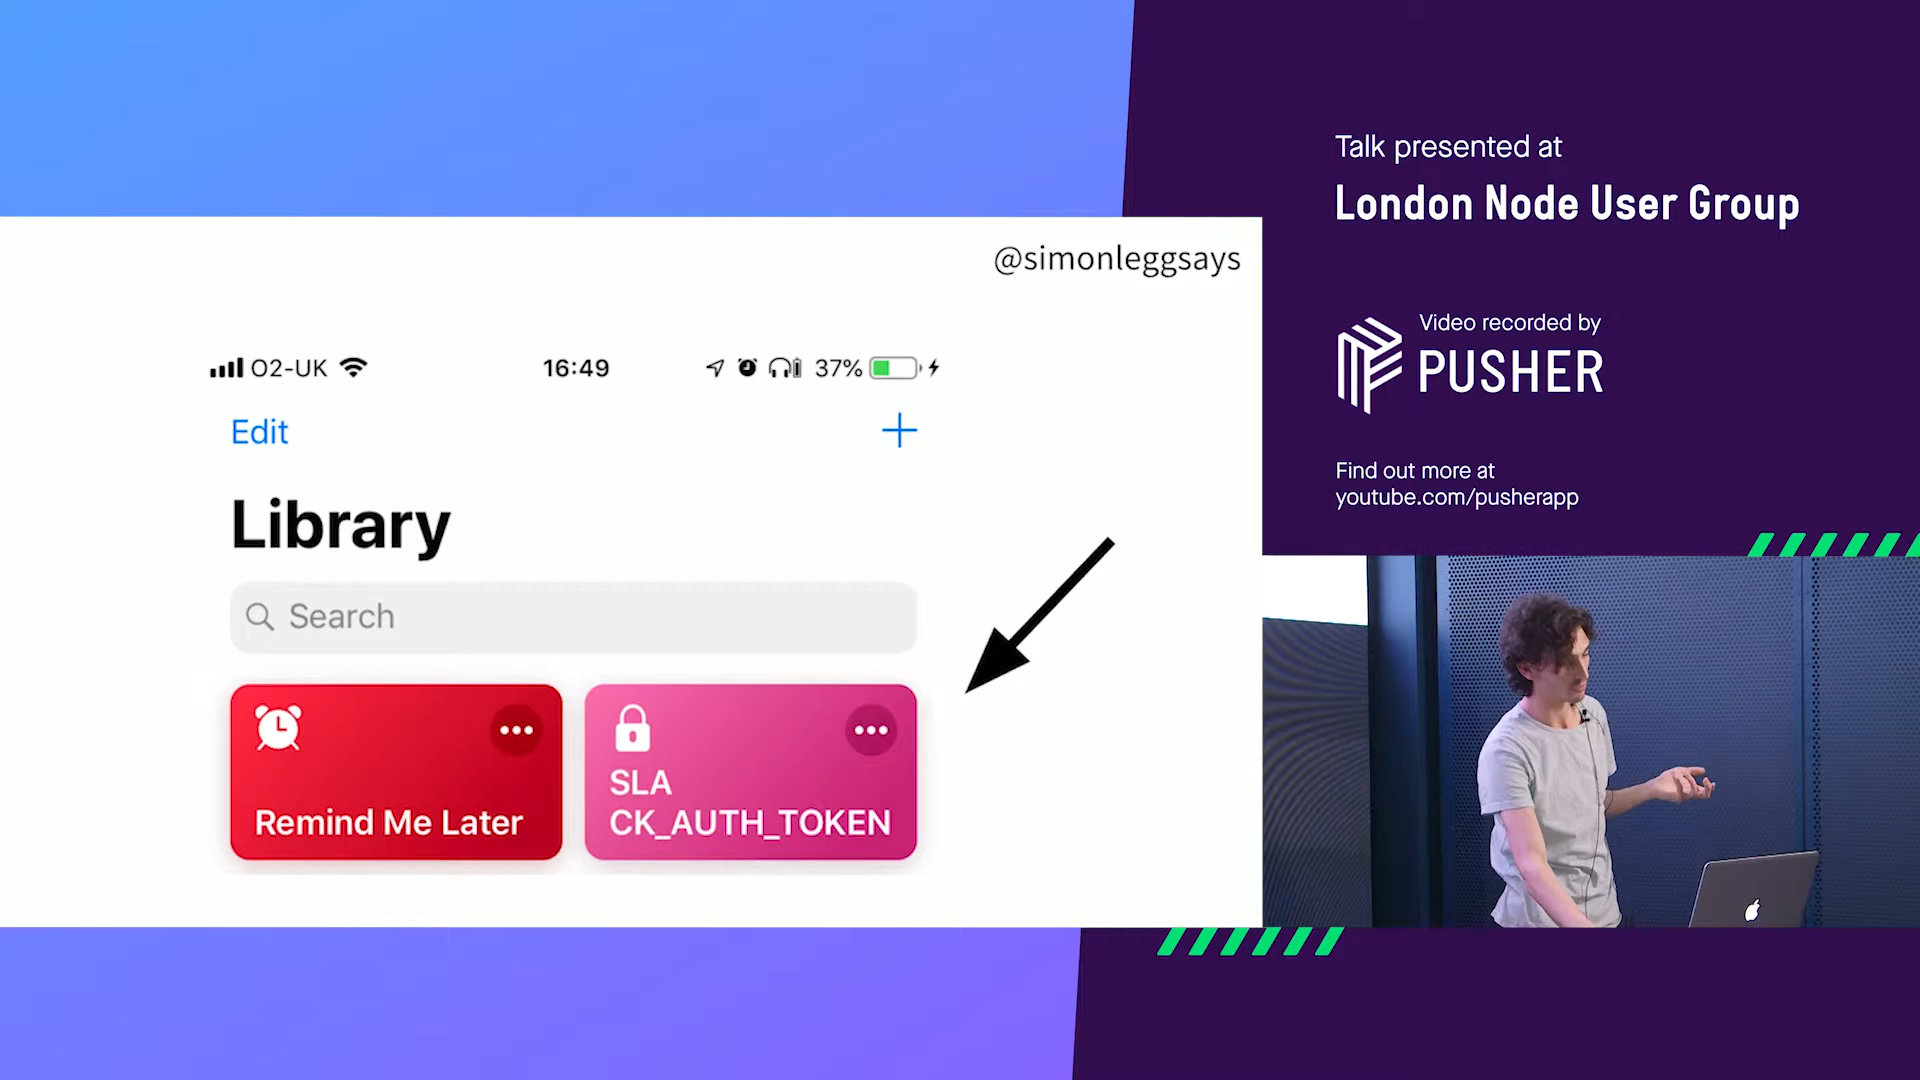 @simonleggsays
O2-UK
16:49
37%
Edit
Library
Search
Remind Me Later
SLA
CK_AUTH_TOKEN
Talk presented at
London Node User Group
Video recorded by
PUSHER
Find out more at
youtube.com/pusherapp